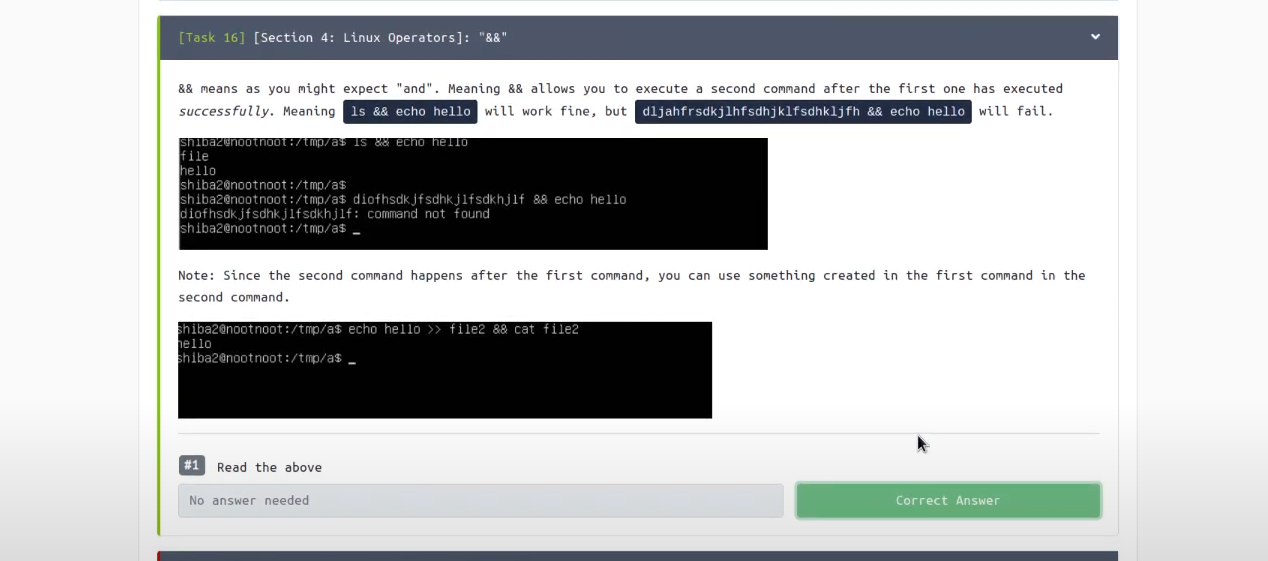 [Task 16] [Section 4: Linux Operators]: "&&"
&& means as you might expect "and". Meaning && allows you to execute a second command after the first one has executed
successfully. Meaning ls && echo hello will work fine, but dljahfrsdkjlhfsdhjklfsdhkljfh && echo hello will fail.
shiba2@nootnoot:/tmp/a$ ls && echo hello
file
hello
shiba2@nootnoot:/tmp/a$
shiba2@nootnoot:/tmp/a$ diofhsdkjfsdhkjlfsdkhjlf && echo hello
diofhsdkjfsdhkjlfsdkhjlf: command not found
shiba2@nootnoot:/tmp/a$ _
Note: Since the second command happens after the first command, you can use something created in the first command in the
second command.
shiba2@nootnoot:/tmp/a$ echo hello >> file2 && cat file2
hello
shiba2@nootnoot:/tmp/a$ _
#1 Read the above
No answer needed
Correct Answer